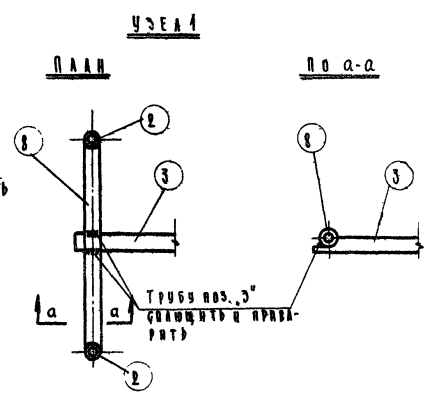 УЗЕЛ 1
ПЛАН
ПО а-а
2
8
8
3
3
ТРУБУ ПОЗ. „3"
СПЛЮЩИТЬ И ПРИВА-
РИТЬ
а
а
2